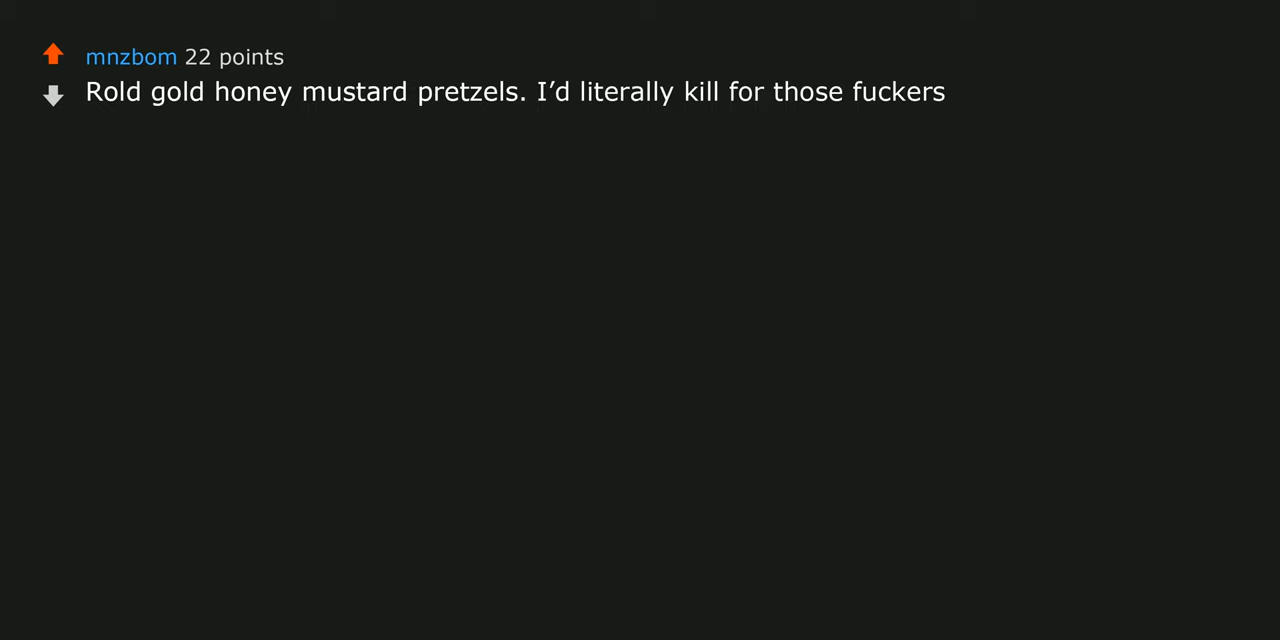 mnzbom 22 points
Rold gold honey mustard pretzels. I’d literally kill for those fuckers